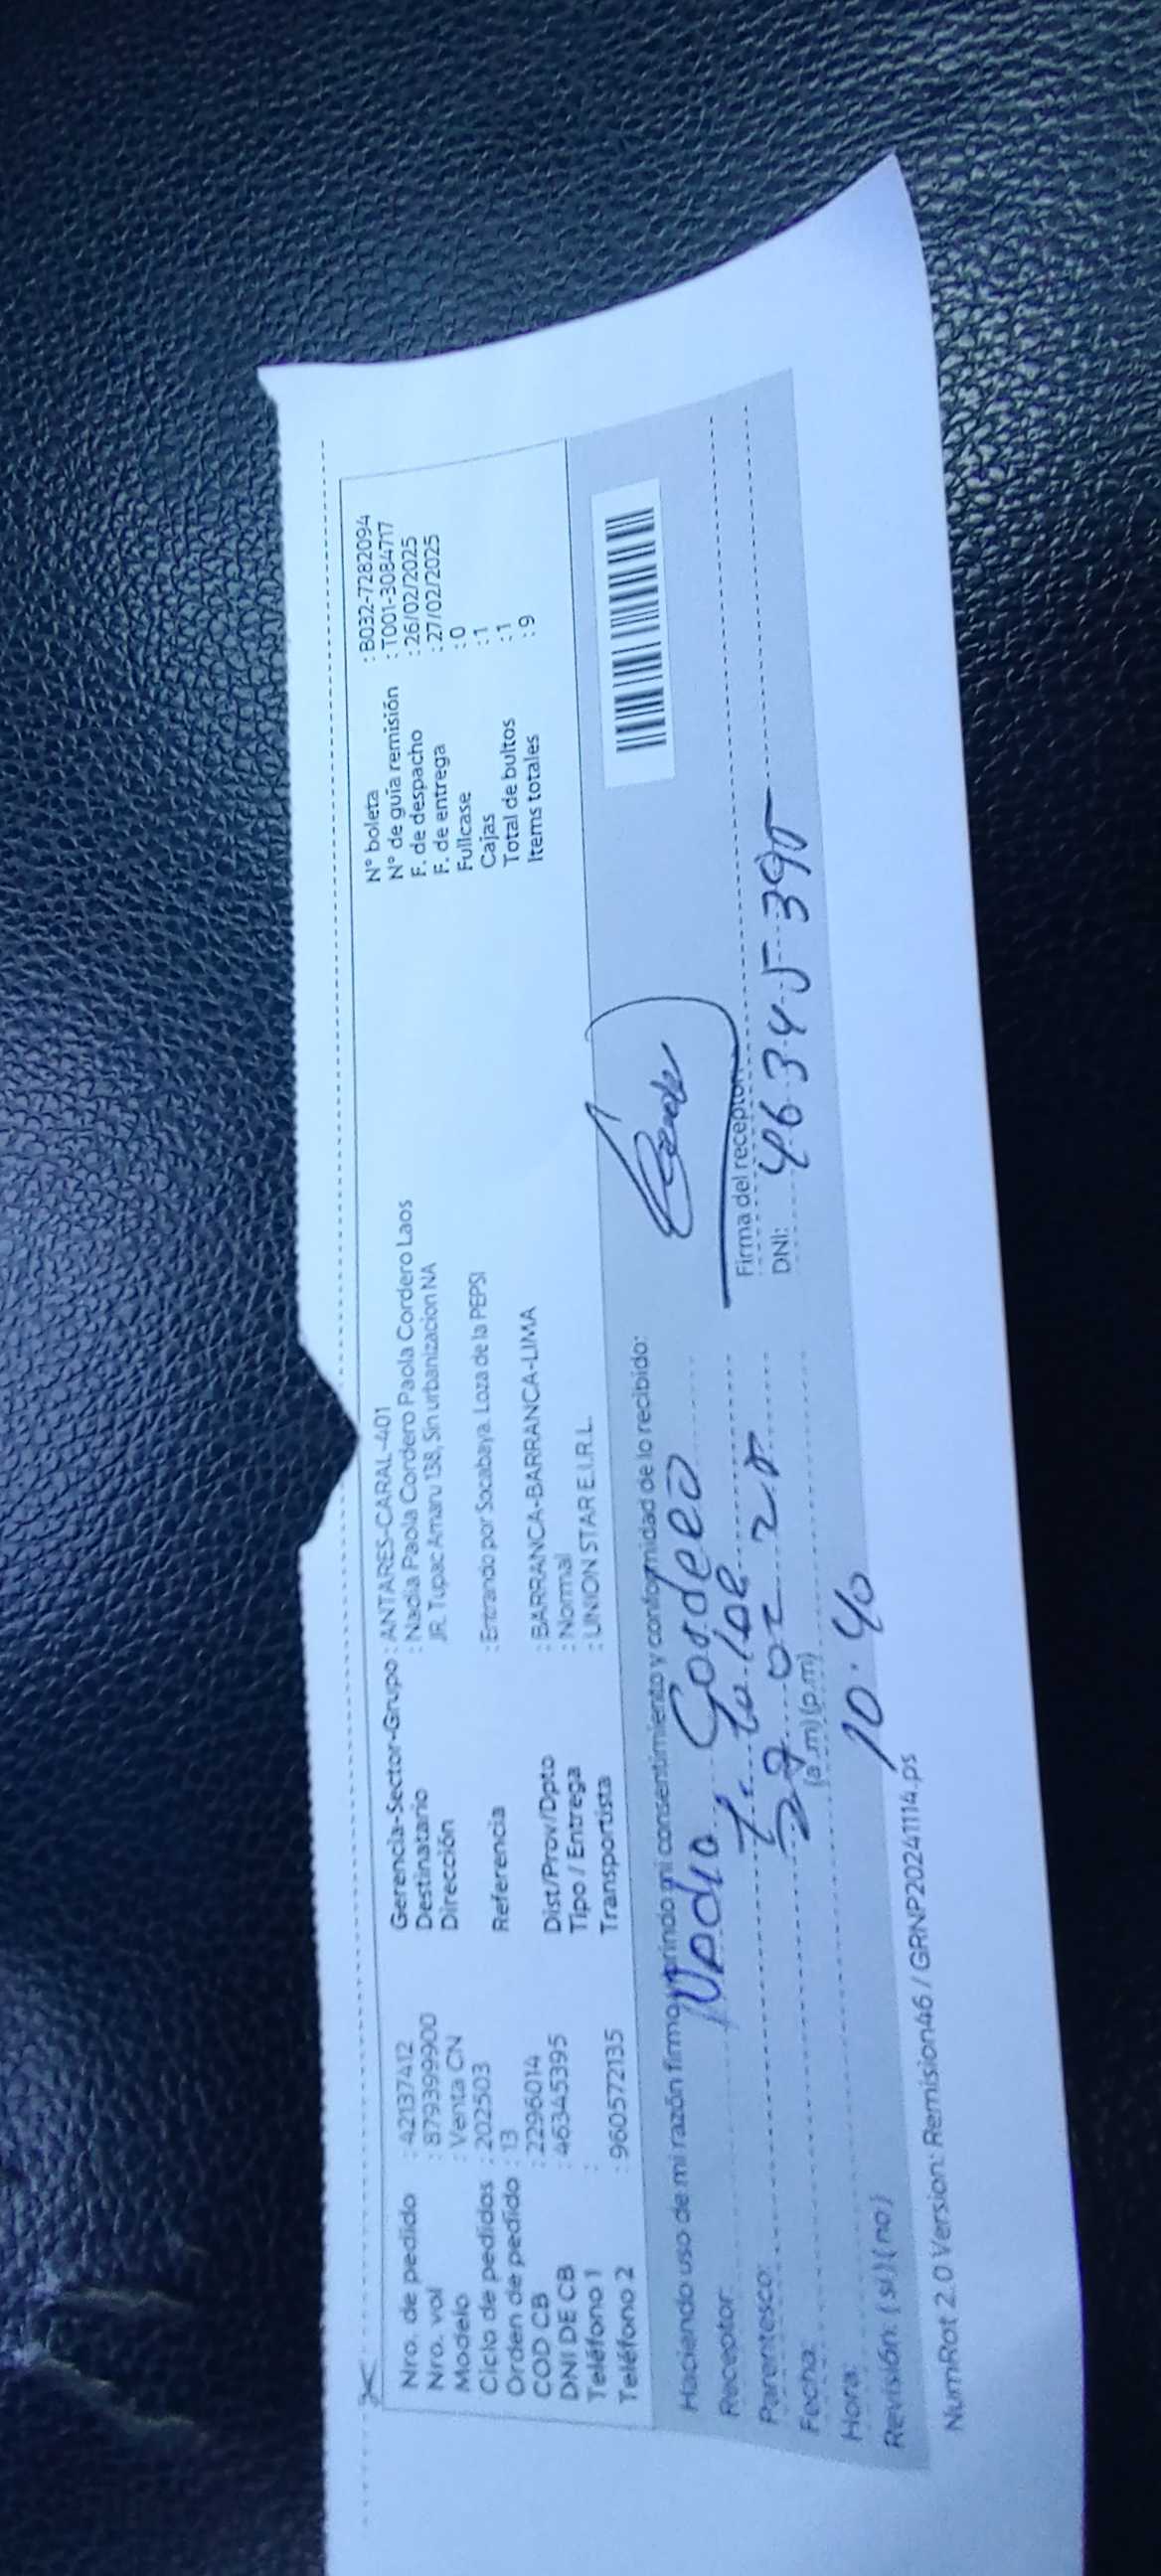 Nro. de pedido : 42137412
Nro. vol : 8793999900
Modelo : Venta CN
Ciclo de pedidos : 202503
Orden de pedido : 13
COD CB : 2296014
DNI DE CB : 46345395
Teléfono 1 :
Teléfono 2 : 960572135
Gerencia-Sector-Grupo : ANTARES-CARAL-401
Destinatario : Nadia Paola Cordero Paola Cordero Laos
Dirección JR. Tupac Amaru 138, Sin urbanizacion NA
Referencia : Entrando por Socabaya. Loza de la PEPSI
Dist/Prov/Dpto : BARRANCA-BARRANCA-LIMA
Tipo / Entrega : Normal
Transportista : UNION STAR E.I.R.L.
N° boleta : B032-7282094
N° de guía remisión : T001-3084717
F. de despacho : 26/02/2025
F. de entrega : 27/02/2025
Fullcase : 0
Cajas : 1
Total de bultos : 1
Items totales : 9
Haciendo uso de mi razón firmo y brindo mi consentimiento y conformidad de lo recibido:
Receptor: Nadia Cordero
Parentesco:
Fecha: 27 02 25
Hora: (a.m) (p.m) 10.40
Revisión: (si) (no)
Firma del receptor
DNI: 46345395
NumRot 2.0 Version: Remision46 / GRNP20241114.ps